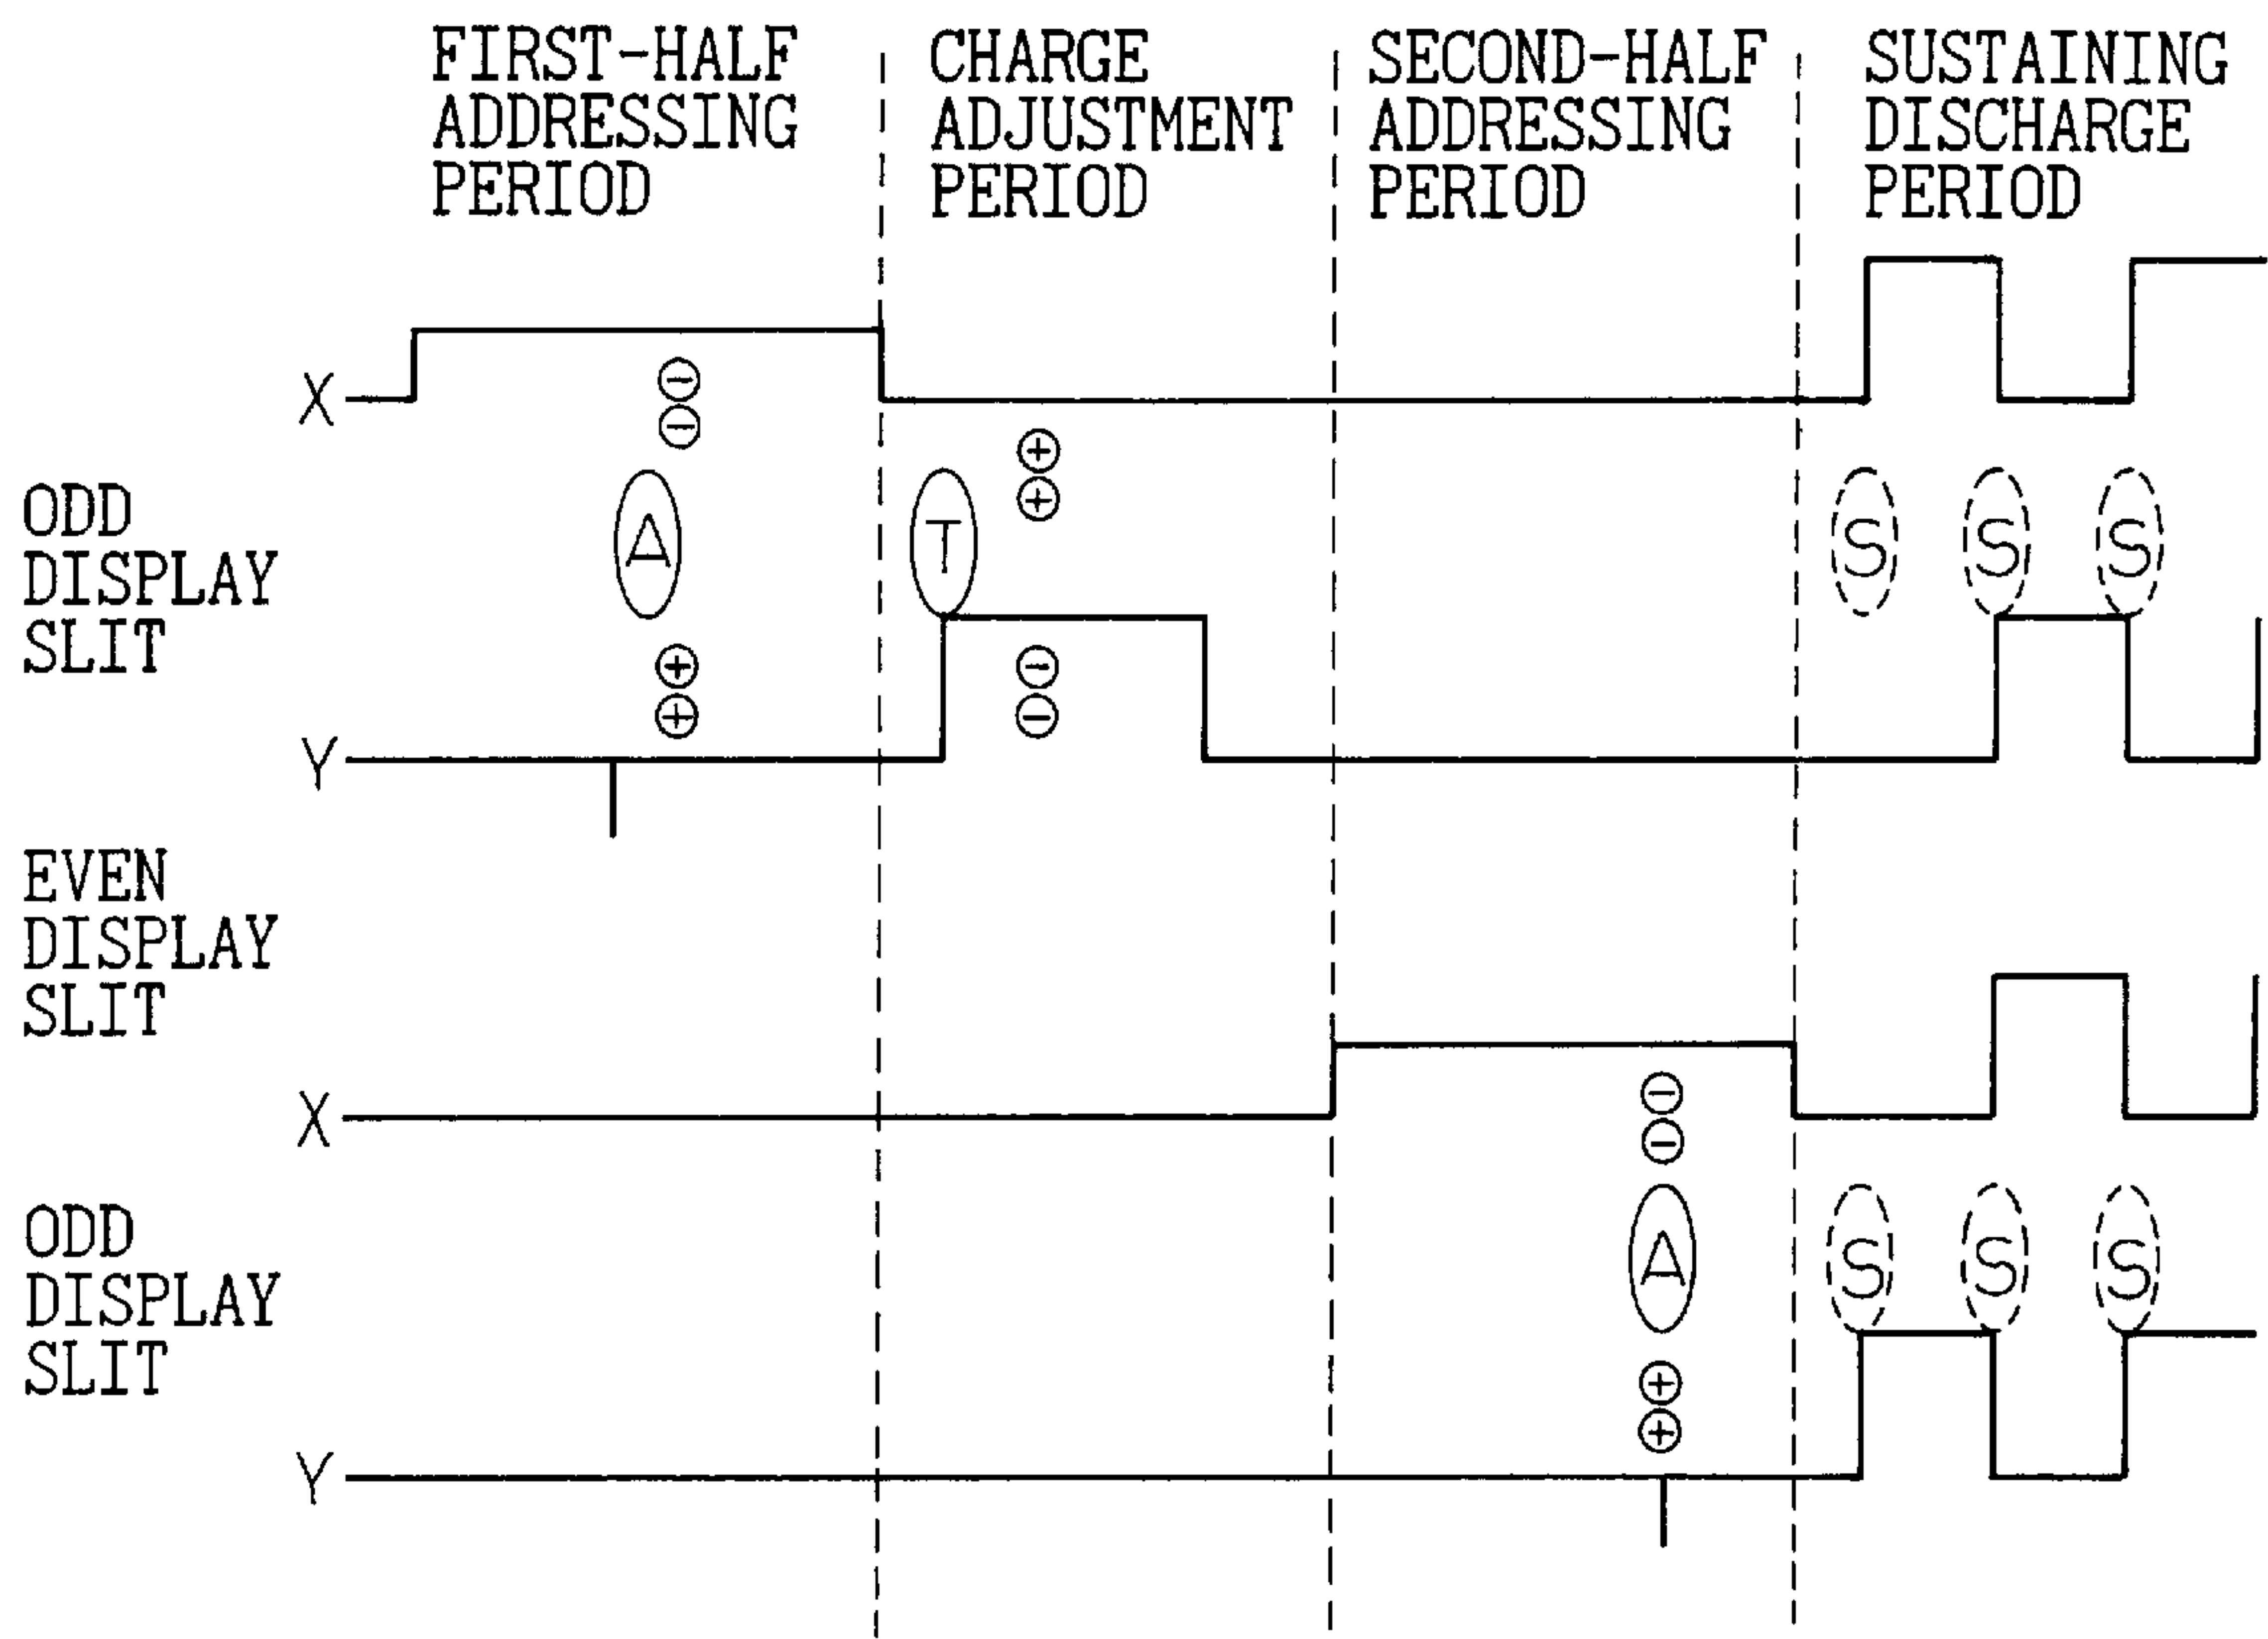 FIRST-HALF
ADDRESSING
PERIOD
CHARGE
ADJUSTMENT
PERIOD
SECOND-HALF
ADDRESSING
PERIOD
SUSTAINING
DISCHARGE
PERIOD
X
⊖
⊖
⊕
⊕
ODD
DISPLAY
SLIT
A
T
S S S
⊕
⊕
⊖
⊖
Y
EVEN
DISPLAY
SLIT
X
⊖
⊖
ODD
DISPLAY
SLIT
A
S S S
⊕
⊕
Y